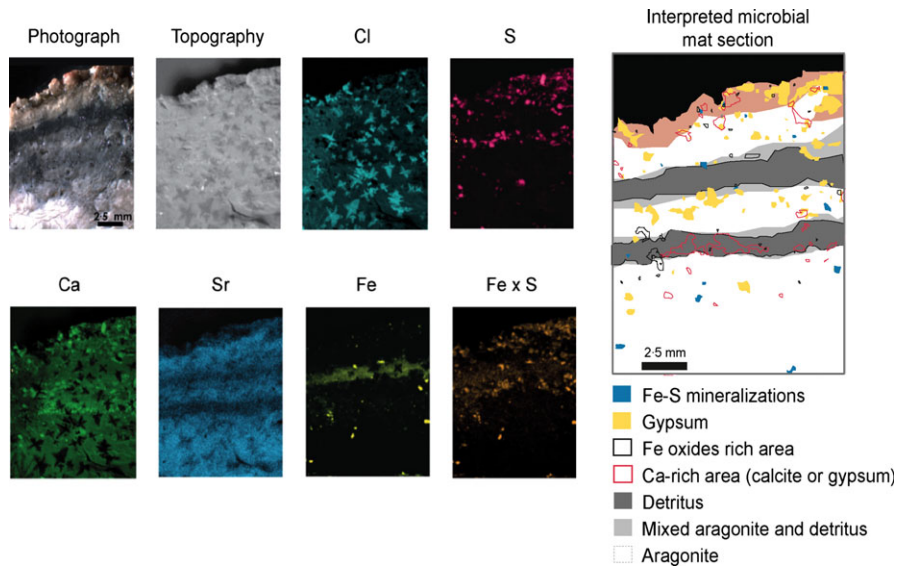 Photograph
Topography
Cl
S
Interpreted microbial
mat section
2·5 mm
Ca
Sr
Fe
Fe x S
2·5 mm
Fe-S mineralizations
Gypsum
Fe oxides rich area
Ca-rich area (calcite or gypsum)
Detritus
Mixed aragonite and detritus
Aragonite